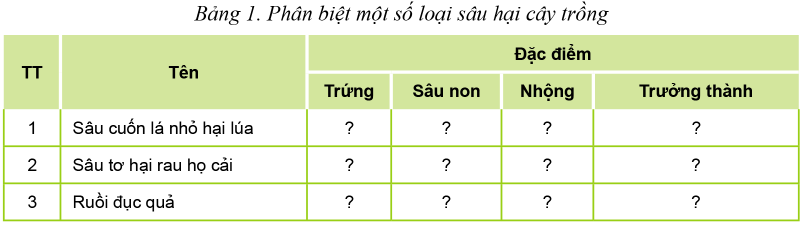 Bảng 1. Phân biệt một số loại sâu hại cây trồng
TT Tên Đặc điểm
Trứng Sâu non Nhộng Trưởng thành
1 Sâu cuốn lá nhỏ hại lúa ? ? ? ?
2 Sâu tơ hại rau họ cải ? ? ? ?
3 Ruồi đục quả ? ? ? ?